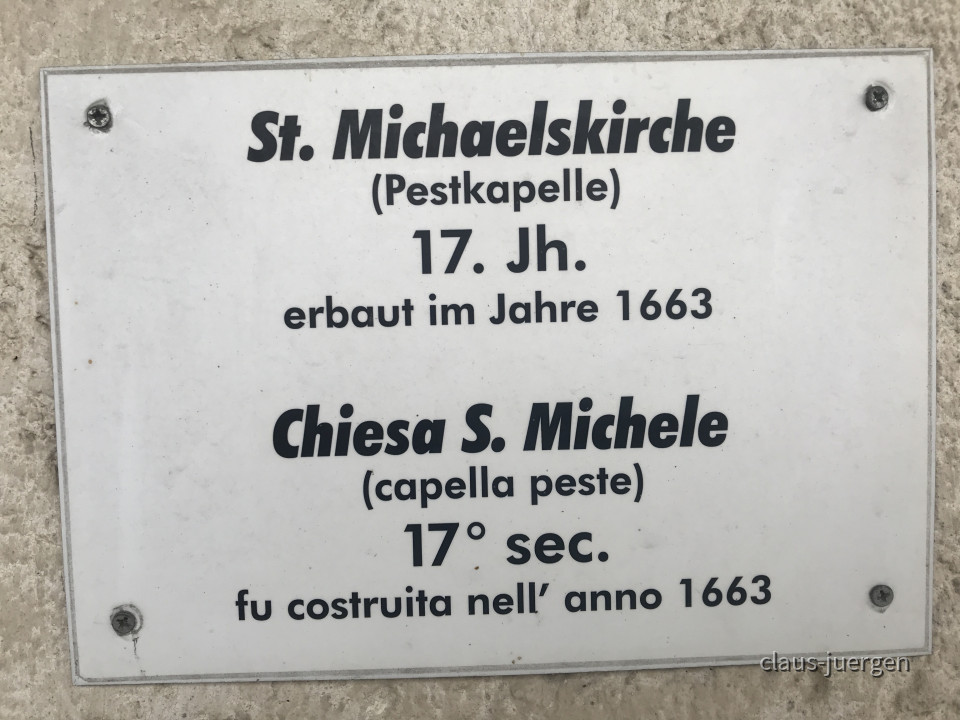 St. Michaelskirche
(Pestkapelle)
17. Jh.
erbaut im Jahre 1663
Chiesa S. Michele
(capella peste)
17° sec.
fu costruita nell' anno 1663
claus-juergen